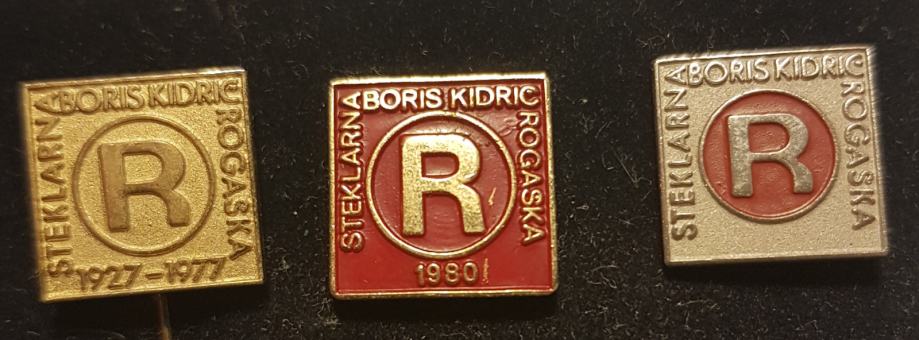 STEKLARNA
BORIS KIDRIC
ROGASKA
R
1927-1977
STEKLARNA
BORIS KIDRIC
ROGASKA
R
1980
STEKLARNA
BORIS KIDRIC
ROGASKA
R